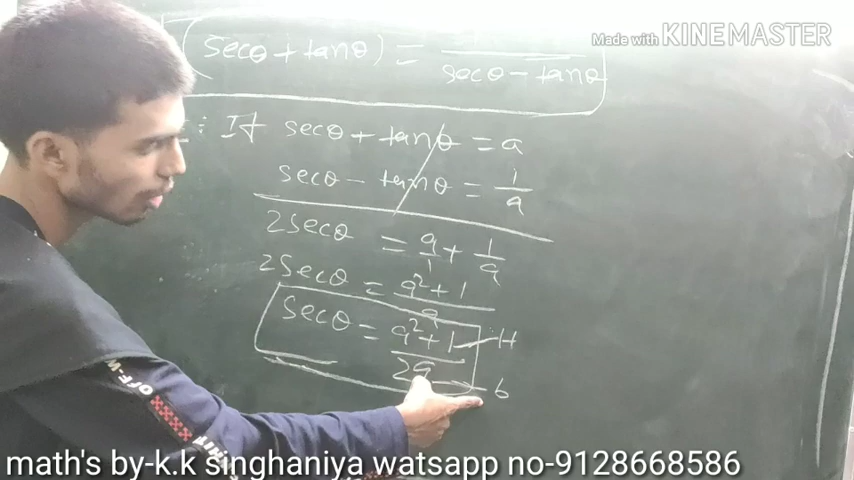 Made with KINEMASTER
(secθ + tanθ) = 1/(secθ - tanθ)
: If secθ + tanθ = a
secθ - tanθ = 1/a
2secθ = a/1 + 1/a
2secθ = a²+1/a
secθ = a²+1/2a
H
b
OFF-W
math's by-k.k singhaniya watsapp no-9128668586